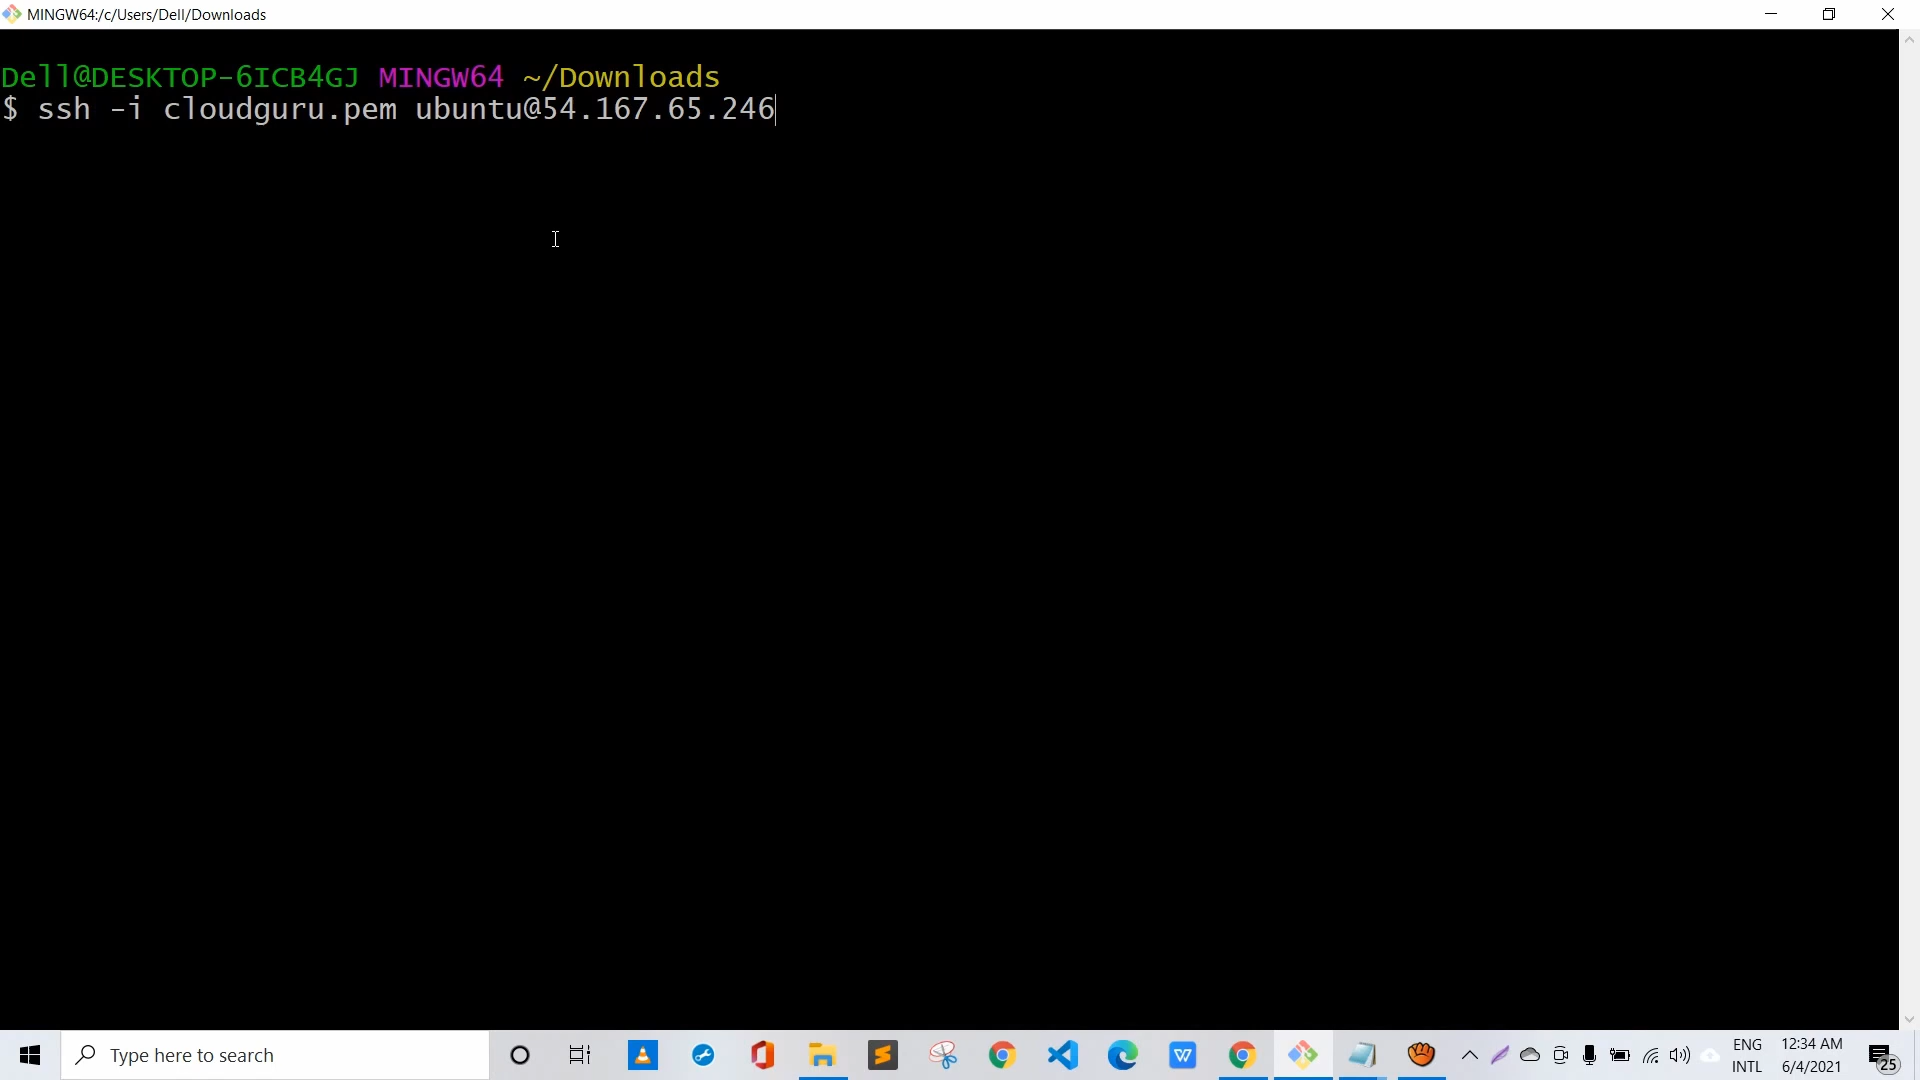 MINGW64:/c/Users/Dell/Downloads
Dell@DESKTOP-6ICB4GJ MINGW64 ~/Downloads
$ ssh -i cloudguru.pem ubuntu@54.167.65.246
Type here to search
ENG
INTL
12:34 AM
6/4/2021
25